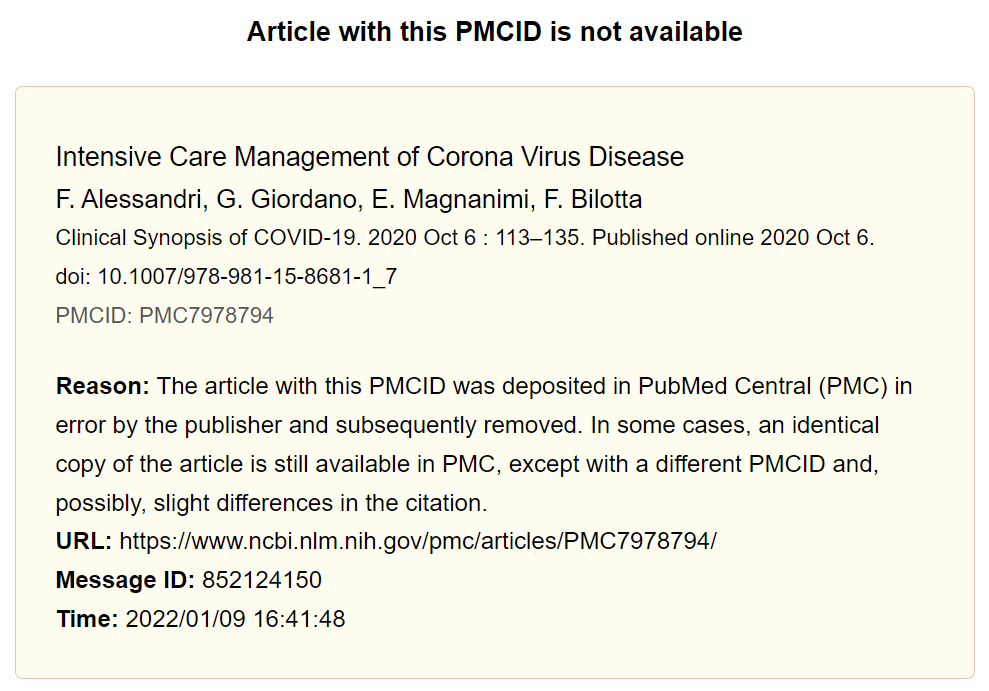 Article with this PMCID is not available
Intensive Care Management of Corona Virus Disease
F. Alessandri, G. Giordano, E. Magnanimi, F. Bilotta
Clinical Synopsis of COVID-19. 2020 Oct 6 : 113–135. Published online 2020 Oct 6.
doi: 10.1007/978-981-15-8681-1_7
PMCID: PMC7978794
Reason: The article with this PMCID was deposited in PubMed Central (PMC) in
error by the publisher and subsequently removed. In some cases, an identical
copy of the article is still available in PMC, except with a different PMCID and,
possibly, slight differences in the citation.
URL: https://www.ncbi.nlm.nih.gov/pmc/articles/PMC7978794/
Message ID: 852124150
Time: 2022/01/09 16:41:48